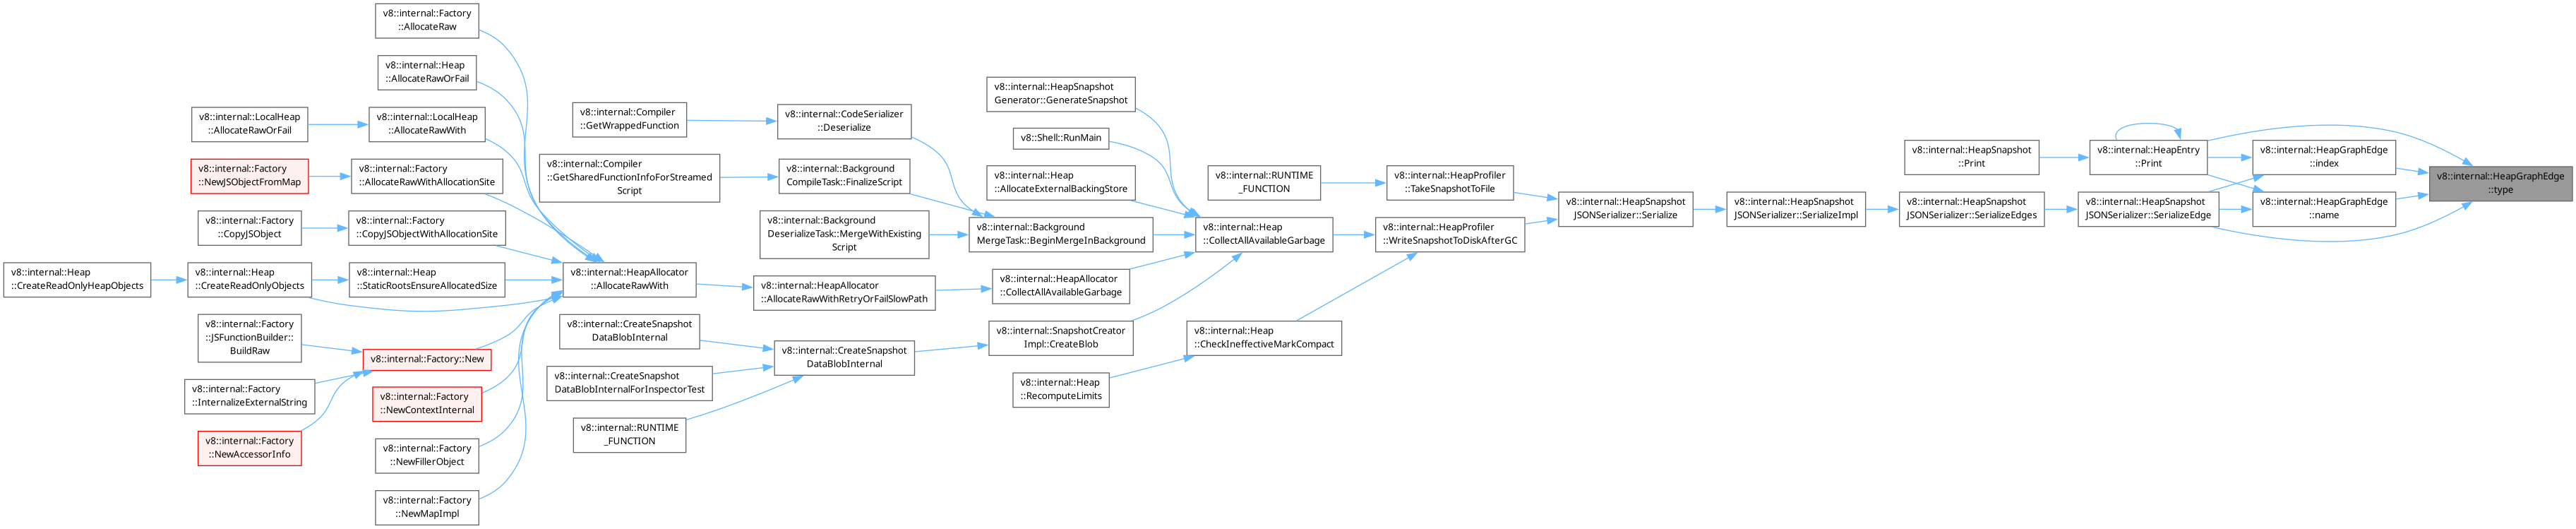 v8::internal::Factory
::AllocateRaw
v8::internal::Heap
::AllocateRawOrFail
v8::internal::LocalHeap
::AllocateRawOrFail
v8::internal::LocalHeap
::AllocateRawWith
v8::internal::Factory
::NewJSObjectFromMap
v8::internal::Factory
::AllocateRawWithAllocationSite
v8::internal::Factory
::CopyJSObject
v8::internal::Factory
::CopyJSObjectWithAllocationSite
v8::internal::Heap
::CreateReadOnlyHeapObjects
v8::internal::Heap
::CreateReadOnlyObjects
v8::internal::Heap
::StaticRootsEnsureAllocatedSize
v8::internal::Factory
::JSFunctionBuilder::
BuildRaw
v8::internal::Factory::New
v8::internal::Factory
::InternalizeExternalString
v8::internal::Factory
::NewContextInternal
v8::internal::Factory
::NewAccessorInfo
v8::internal::Factory
::NewFillerObject
v8::internal::Factory
::NewMapImpl
v8::internal::HeapAllocator
::AllocateRawWith
v8::internal::Compiler
::GetWrappedFunction
v8::internal::CodeSerializer
::Deserialize
v8::internal::Compiler
::GetSharedFunctionInfoForStreamed
Script
v8::internal::Background
CompileTask::FinalizeScript
v8::internal::Background
DeserializeTask::MergeWithExisting
Script
v8::internal::HeapAllocator
::AllocateRawWithRetryOrFailSlowPath
v8::internal::CreateSnapshot
DataBlobInternal
v8::internal::CreateSnapshot
DataBlobInternalForInspectorTest
v8::internal::RUNTIME
_FUNCTION
v8::internal::CreateSnapshot
DataBlobInternal
v8::internal::HeapSnapshot
Generator::GenerateSnapshot
v8::Shell::RunMain
v8::internal::Heap
::AllocateExternalBackingStore
v8::internal::Background
MergeTask::BeginMergeInBackground
v8::internal::HeapAllocator
::CollectAllAvailableGarbage
v8::internal::SnapshotCreator
Impl::CreateBlob
v8::internal::Heap
::RecomputeLimits
v8::internal::RUNTIME
_FUNCTION
v8::internal::Heap
::CollectAllAvailableGarbage
v8::internal::Heap
::CheckIneffectiveMarkCompact
v8::internal::HeapProfiler
::TakeSnapshotToFile
v8::internal::HeapProfiler
::WriteSnapshotToDiskAfterGC
v8::internal::HeapSnapshot
JSONSerializer::Serialize
v8::internal::HeapSnapshot
JSONSerializer::SerializeImpl
v8::internal::HeapSnapshot
::Print
v8::internal::HeapSnapshot
JSONSerializer::SerializeEdges
v8::internal::HeapEntry
::Print
v8::internal::HeapSnapshot
JSONSerializer::SerializeEdge
v8::internal::HeapGraphEdge
::index
v8::internal::HeapGraphEdge
::name
v8::internal::HeapGraphEdge
::type